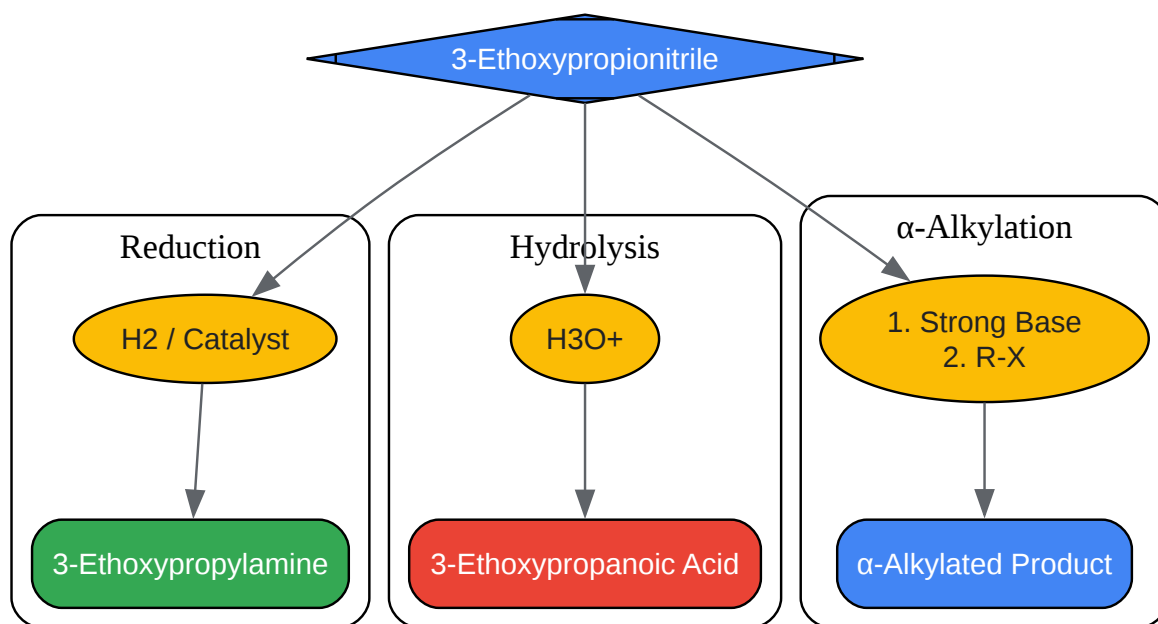 3-Ethoxypropionitrile
Reduction
Hydrolysis
α-Alkylation
H2 / Catalyst
H3O+
1. Strong Base
2. R-X
3-Ethoxypropylamine
3-Ethoxypropanoic Acid
α-Alkylated Product